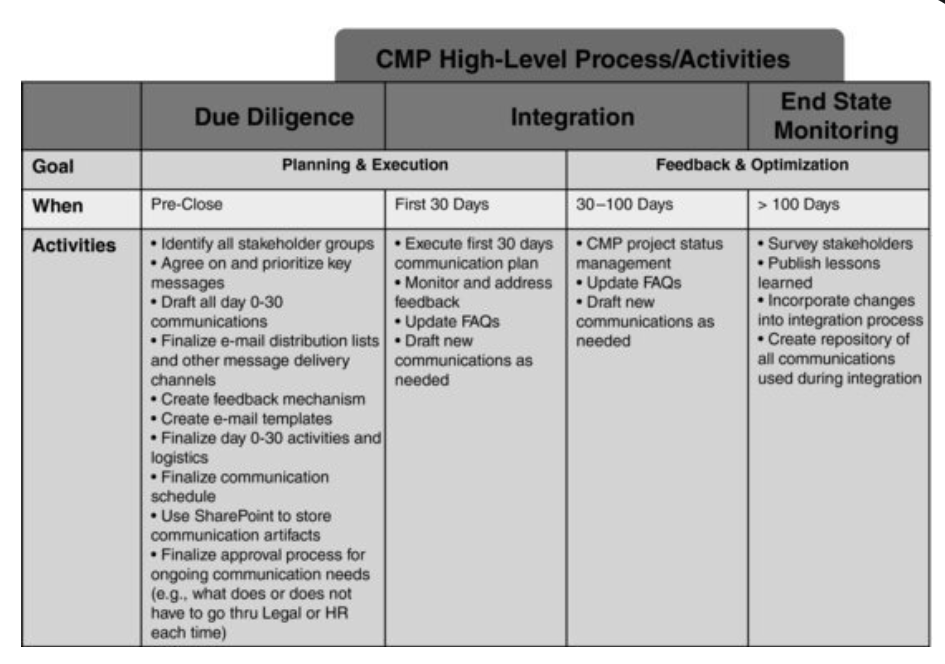 CMP High-Level Process/Activities
Due Diligence
Integration
End State
Monitoring
Goal
Planning & Execution
Feedback & Optimization
When
Pre-Close
First 30 Days
30–100 Days
> 100 Days
Activities
• Identify all stakeholder groups
• Agree on and prioritize key
messages
• Draft all day 0-30
communications
• Finalize e-mail distribution lists
and other message delivery
channels
• Create feedback mechanism
• Create e-mail templates
• Finalize day 0-30 activities and
logistics
• Finalize communication
schedule
• Use SharePoint to store
communication artifacts
• Finalize approval process for
ongoing communication needs
(e.g., what does or does not
have to go thru Legal or HR
each time)
• Execute first 30 days
communication plan
• Monitor and address
feedback
• Update FAQs
• Draft new
communications as
needed
• CMP project status
management
• Update FAQs
• Draft new
communications as
needed
• Survey stakeholders
• Publish lessons
learned
• Incorporate changes
into integration process
• Create repository of
all communications
used during integration